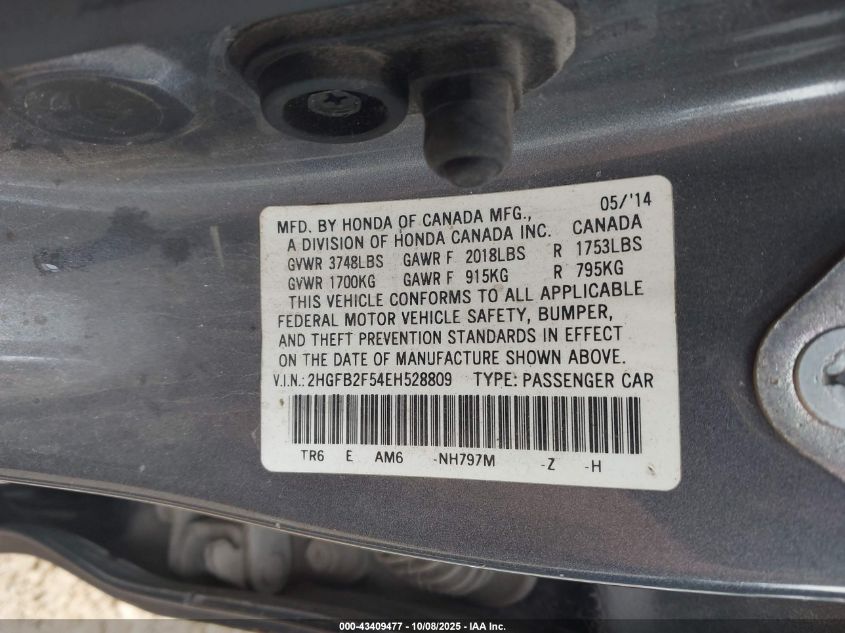 05/'14
MFD. BY HONDA OF CANADA MFG., CANADA
A DIVISION OF HONDA CANADA INC.
GVWR 3748LBS GAWR F 2018LBS R 1753LBS
GVWR 1700KG GAWR F 915KG R 795KG
THIS VEHICLE CONFORMS TO ALL APPLICABLE
FEDERAL MOTOR VEHICLE SAFETY, BUMPER,
AND THEFT PREVENTION STANDARDS IN EFFECT
ON THE DATE OF MANUFACTURE SHOWN ABOVE.
V.I.N.: 2HGFB2F54EH528809 TYPE: PASSENGER CAR
TR6 E AM6 -NH797M -Z -H
000-43409477 - 10/08/2025 - IAA Inc.